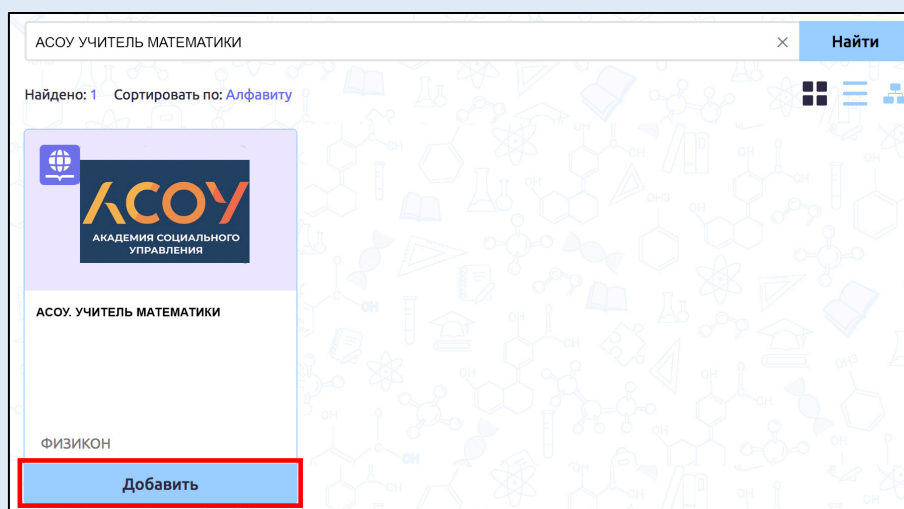 АСОУ УЧИТЕЛЬ МАТЕМАТИКИ
Найти
Найдено: 1 Сортировать по: Алфавиту
АСОУ
АКАДЕМИЯ СОЦИАЛЬНОГО
УПРАВЛЕНИЯ
АСОУ. УЧИТЕЛЬ МАТЕМАТИКИ
ФИЗИКОН
Добавить